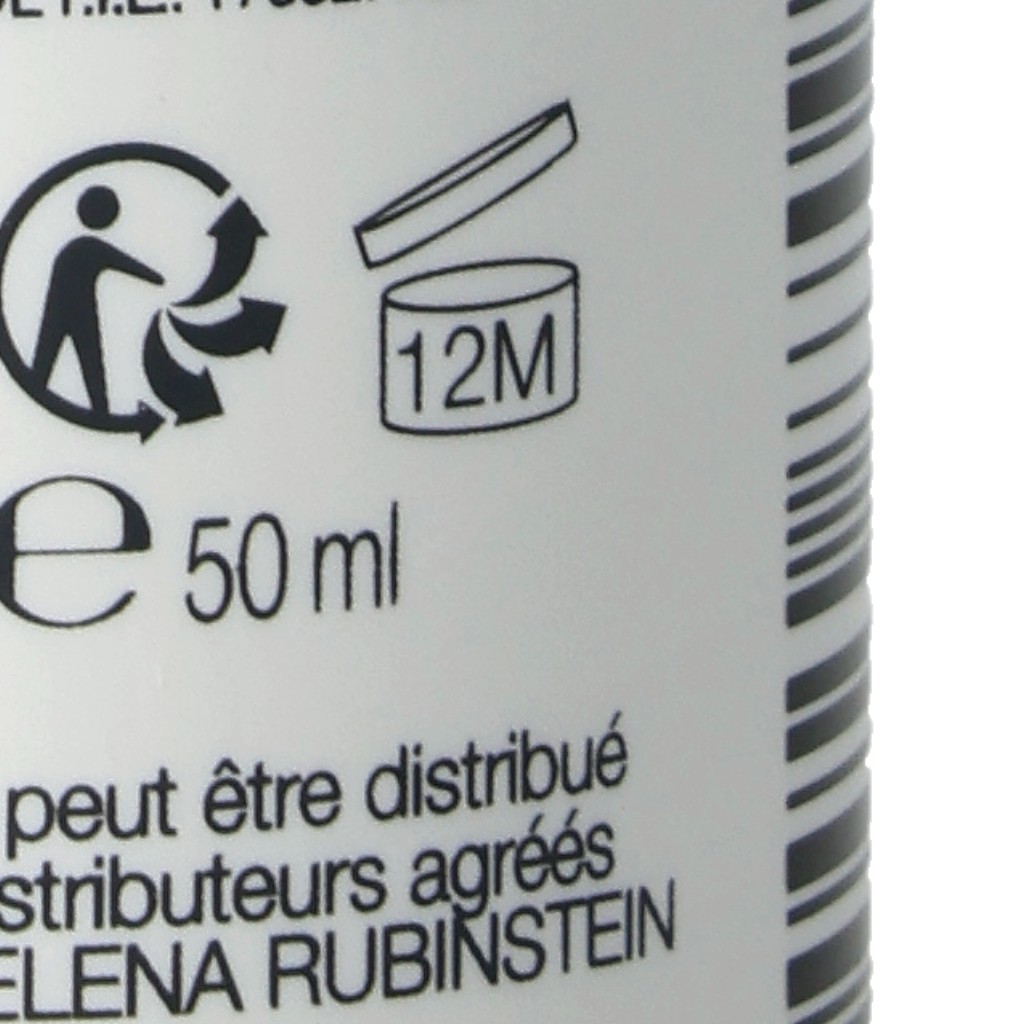 12M
e 50 ml
peut être distribué
stributeurs agréés
ELENA RUBINSTEIN